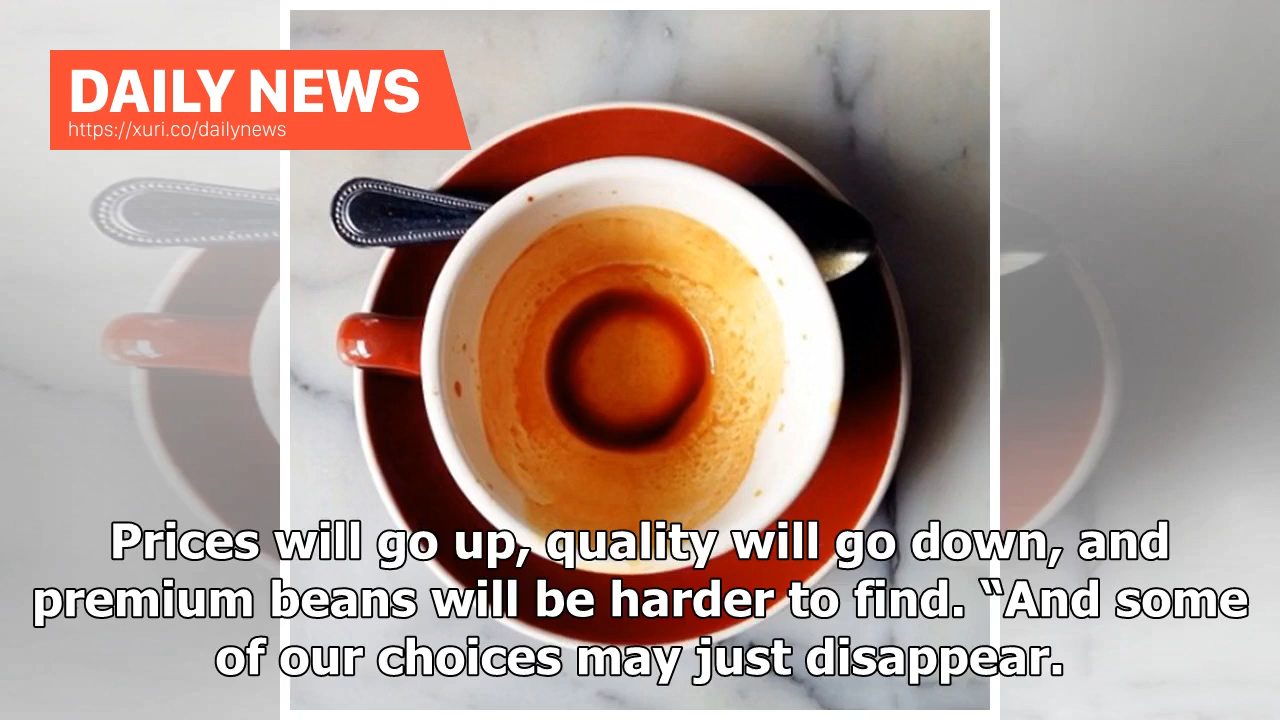 DAILY NEWS
https://xuri.co/dailynews
Prices will go up, quality will go down, and
premium beans will be harder to find. “And some
of our choices may just disappear.